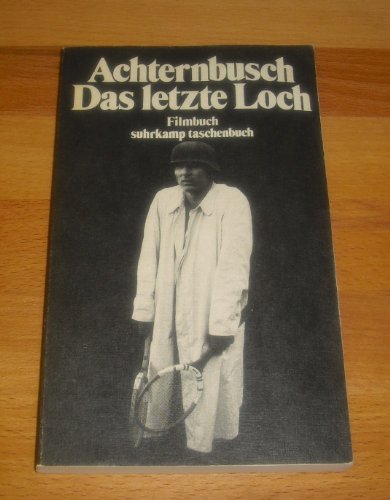 Achternbusch
Das letzte Loch
Filmbuch
suhrkamp taschenbuch